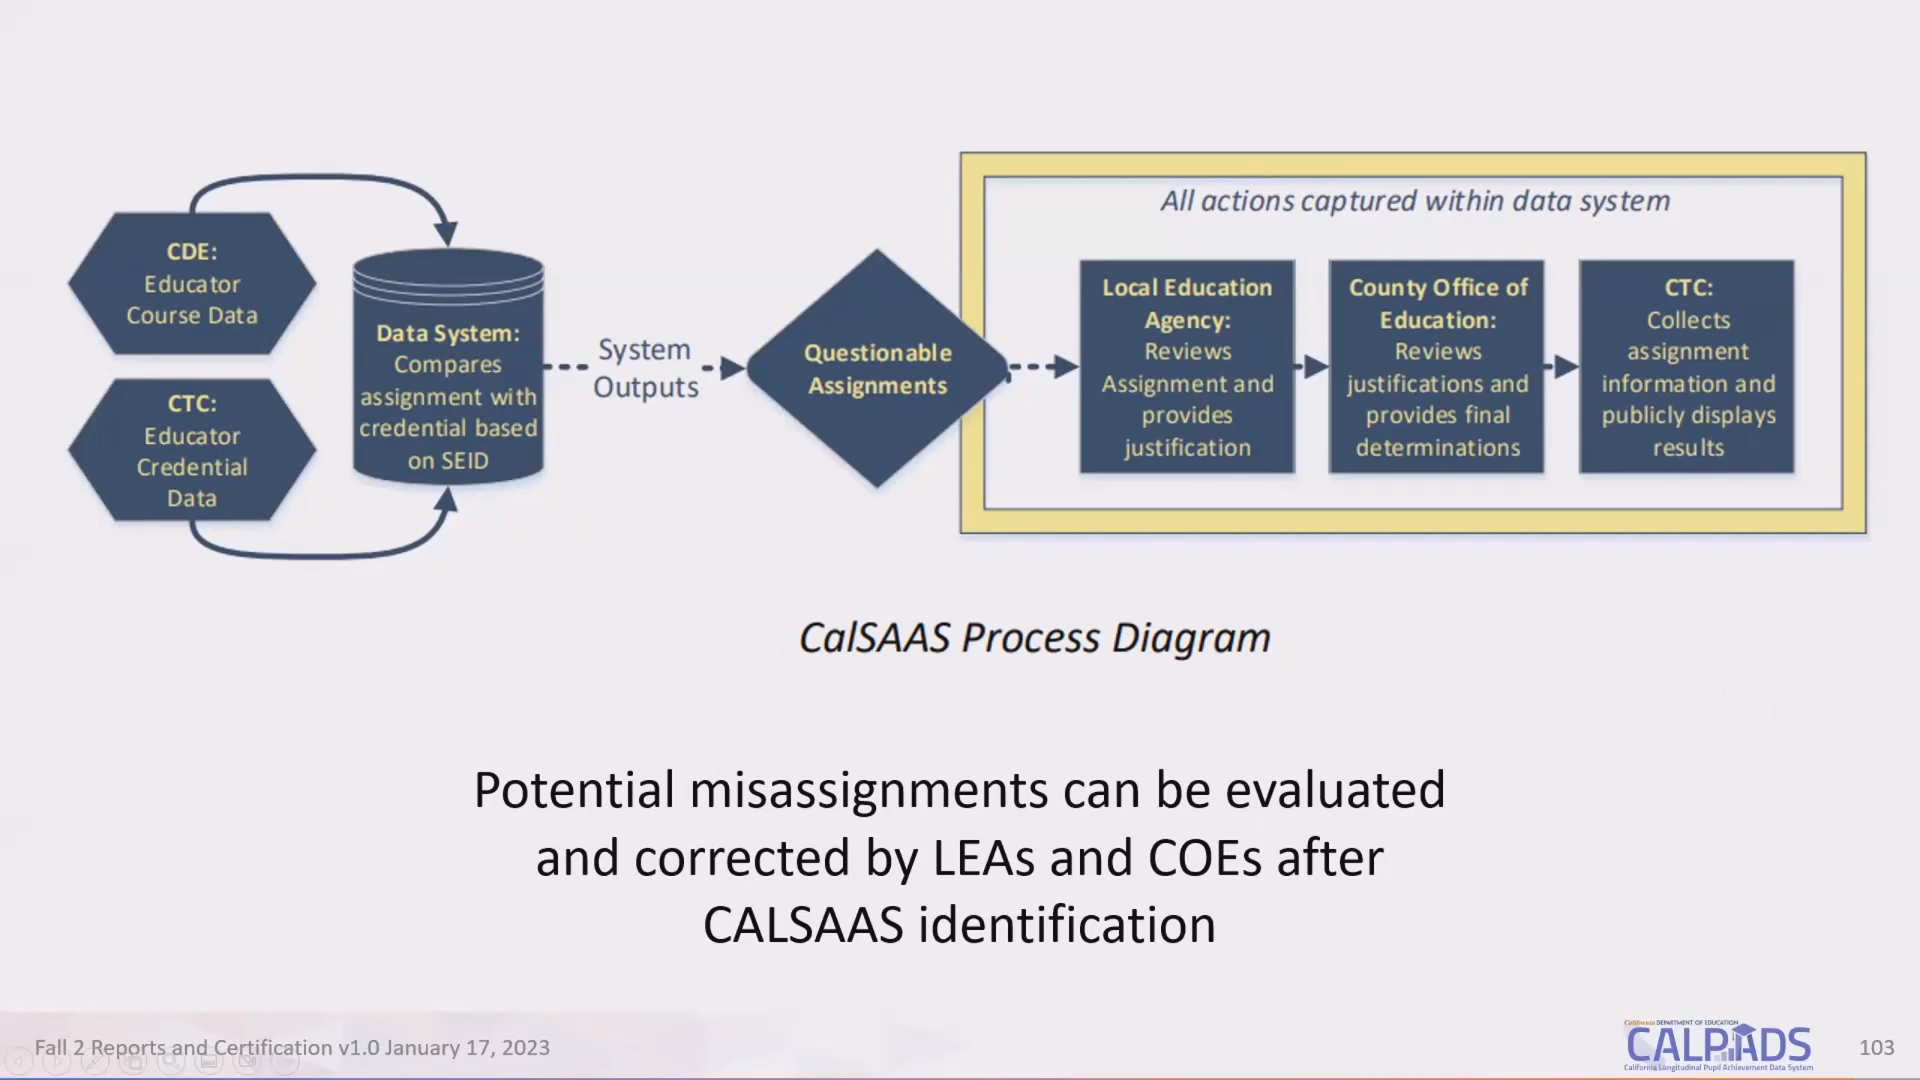 All actions captured within data system
CDE:
Educator
Course Data
CTC:
Educator
Credential
Data
Data System:
Compares
assignment with
credential based
on SEID
System
Outputs
Questionable
Assignments
Local Education
Agency:
Reviews
Assignment and
provides
justification
County Office of
Education:
Reviews
justifications and
provides final
determinations
CTC:
Collects
assignment
information and
publicly displays
results
CalSAAS Process Diagram
Potential misassignments can be evaluated
and corrected by LEAs and COEs after
CALSAAS identification
Fall 2 Reports and Certification v1.0 January 17, 2023
California DEPARTMENT OF EDUCATION
CALPADS
California Longitudinal Pupil Achievement Data System
103